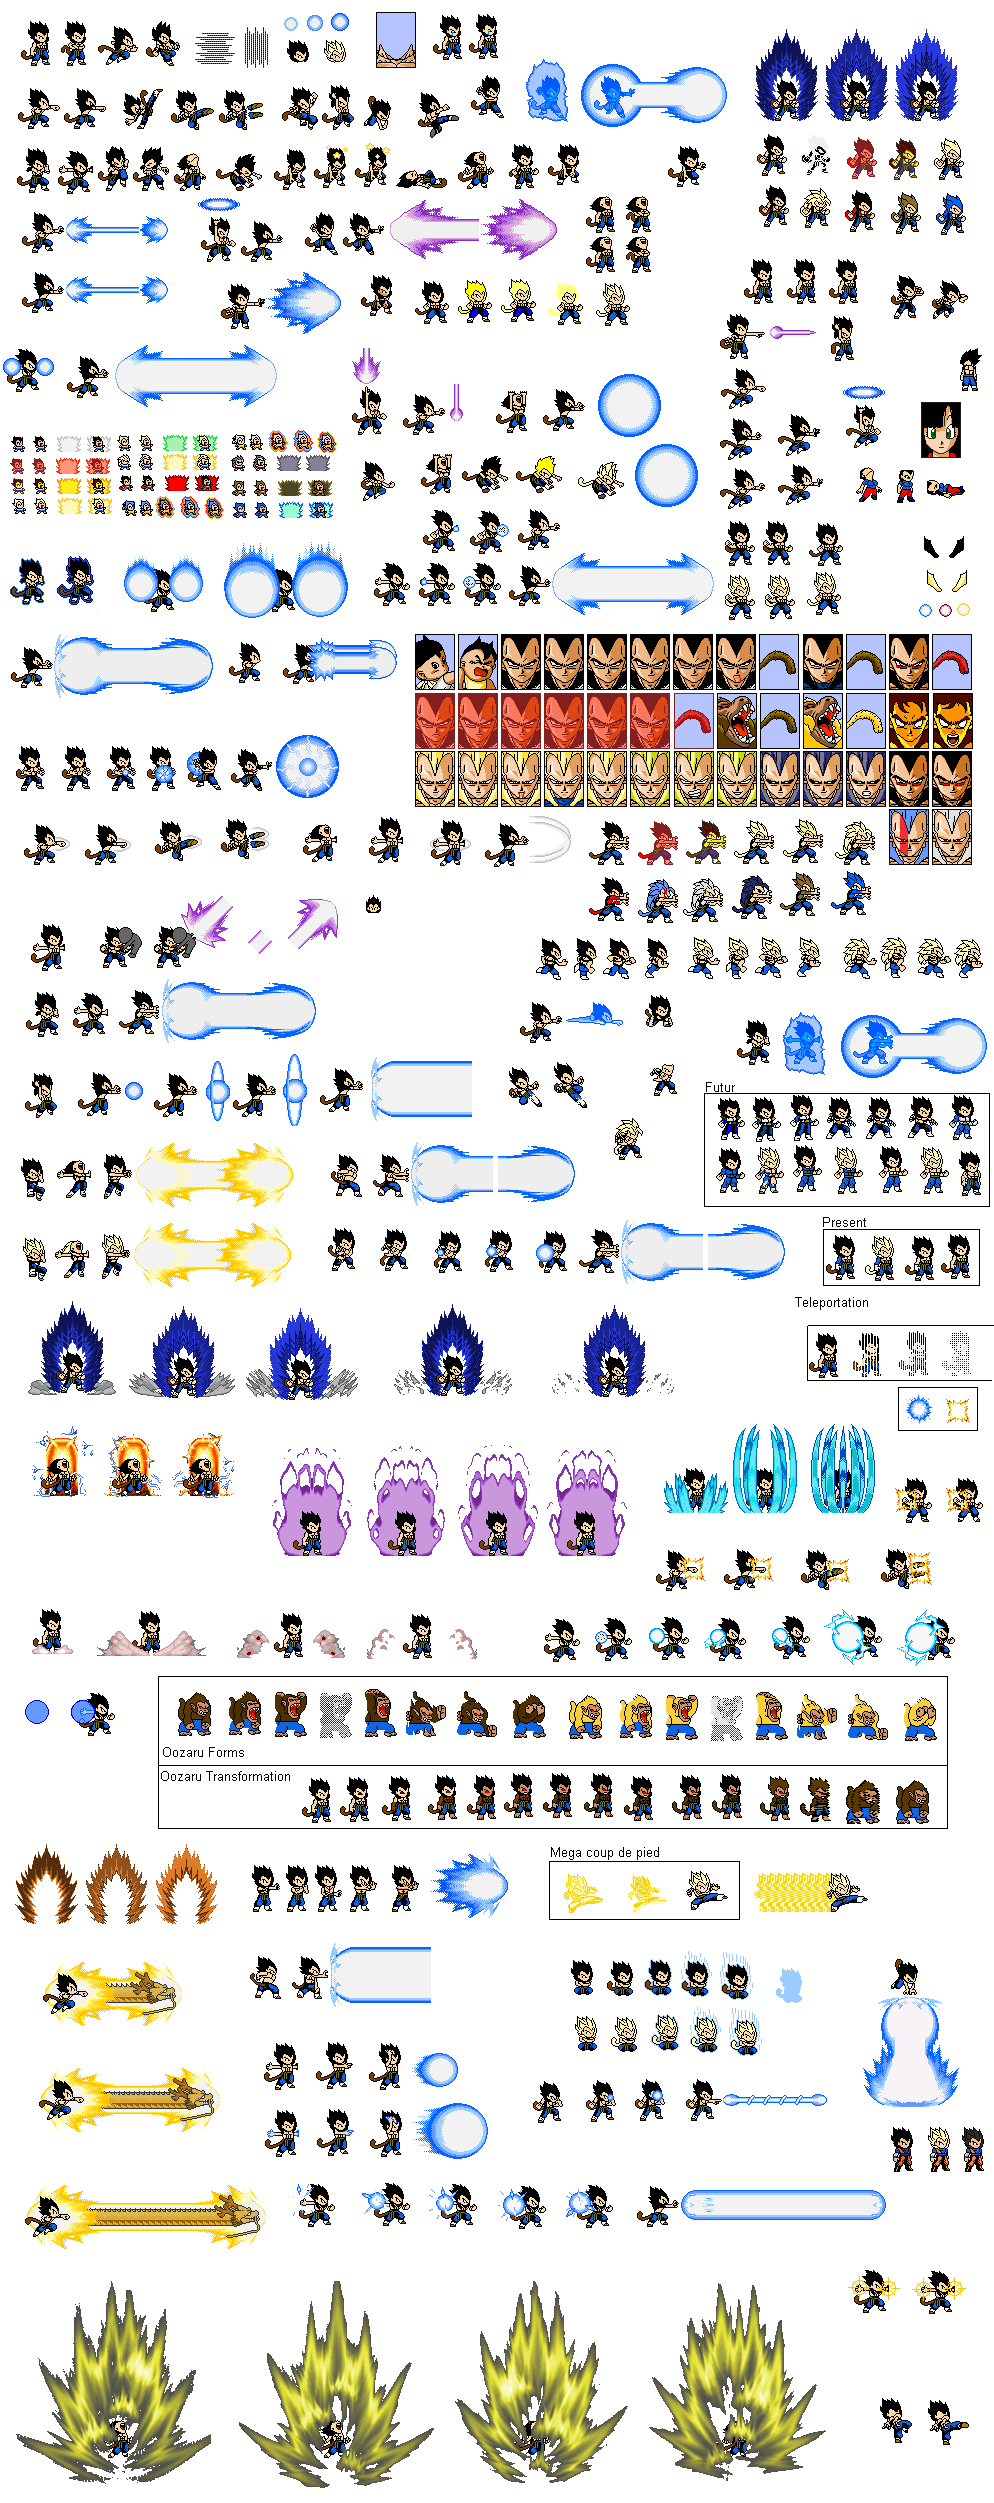 Futur
Present
Teleportation
Oozaru Forms
Oozaru Transformation
Mega coup de pied